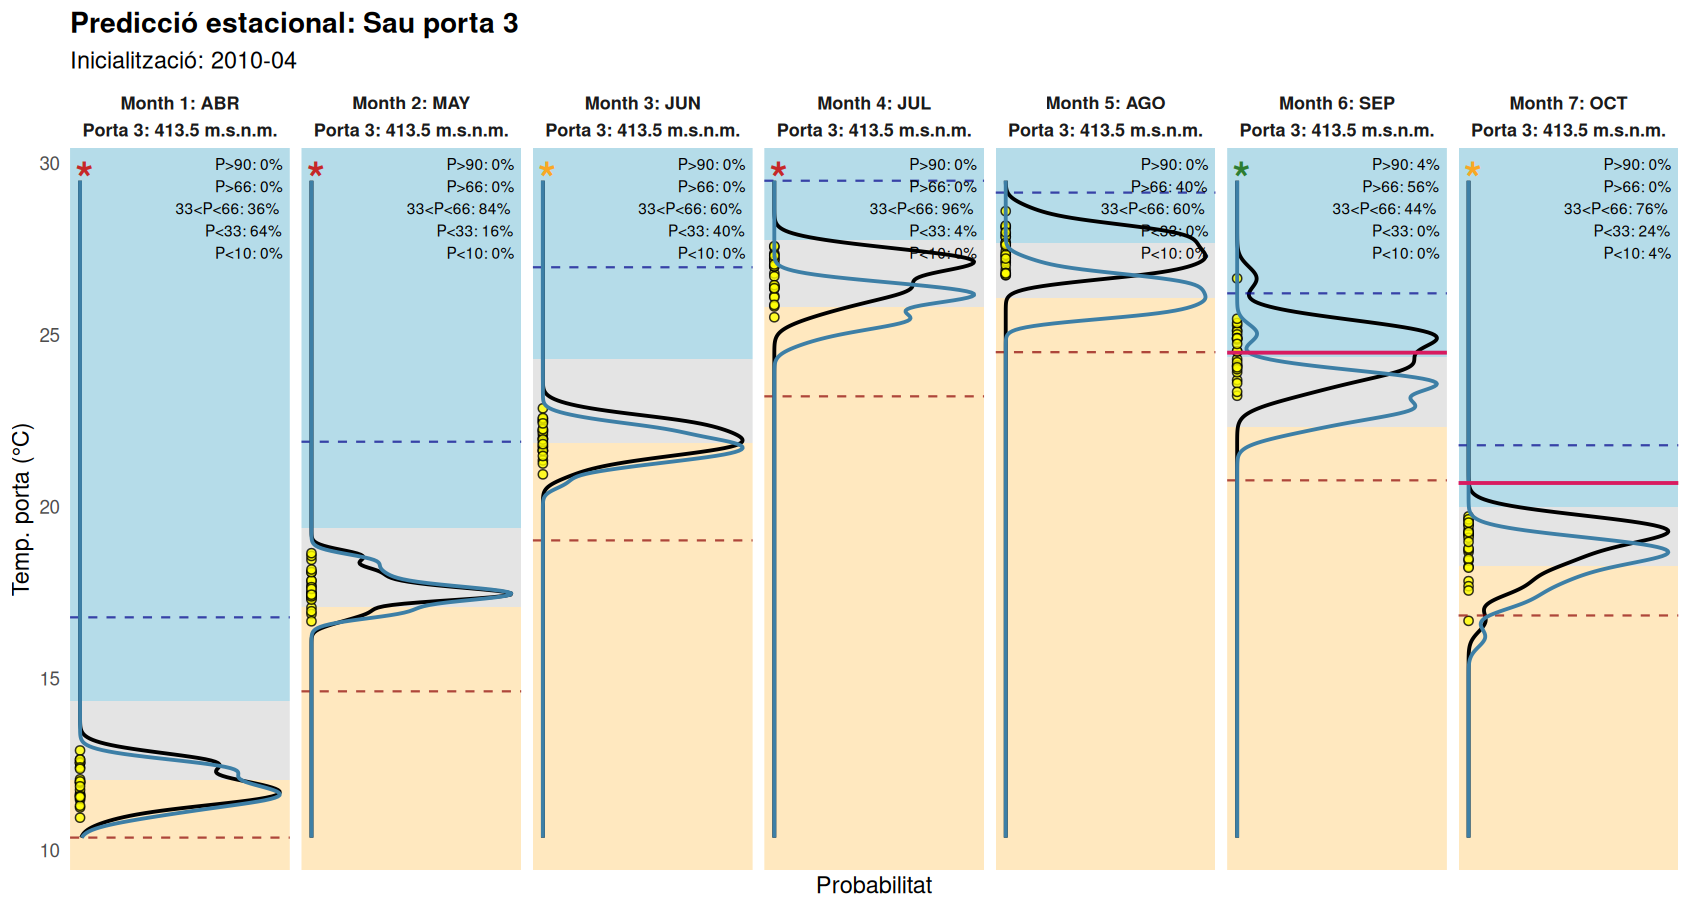 Predicció estacional: Sau porta 3
Inicialització: 2010-04
Month 1: ABR
Porta 3: 413.5 m.s.n.m.
Month 2: MAY
Porta 3: 413.5 m.s.n.m.
Month 3: JUN
Porta 3: 413.5 m.s.n.m.
Month 4: JUL
Porta 3: 413.5 m.s.n.m.
Month 5: AGO
Porta 3: 413.5 m.s.n.m.
Month 6: SEP
Porta 3: 413.5 m.s.n.m.
Month 7: OCT
Porta 3: 413.5 m.s.n.m.
Temp. porta (°C)
30
25
20
15
10
*
P>90: 0%
P>66: 0%
33<P<66: 36%
P<33: 64%
P<10: 0%
*
P>90: 0%
P>66: 0%
33<P<66: 84%
P<33: 16%
P<10: 0%
*
P>90: 0%
P>66: 0%
33<P<66: 60%
P<33: 40%
P<10: 0%
*
P>90: 0%
P>66: 0%
33<P<66: 96%
P<33: 4%
P<10: 0%
P>90: 0%
P>66: 40%
33<P<66: 60%
P<33: 0%
P<10: 0%
*
P>90: 4%
P>66: 56%
33<P<66: 44%
P<33: 0%
P<10: 0%
*
P>90: 0%
P>66: 0%
33<P<66: 76%
P<33: 24%
P<10: 4%
Probabilitat